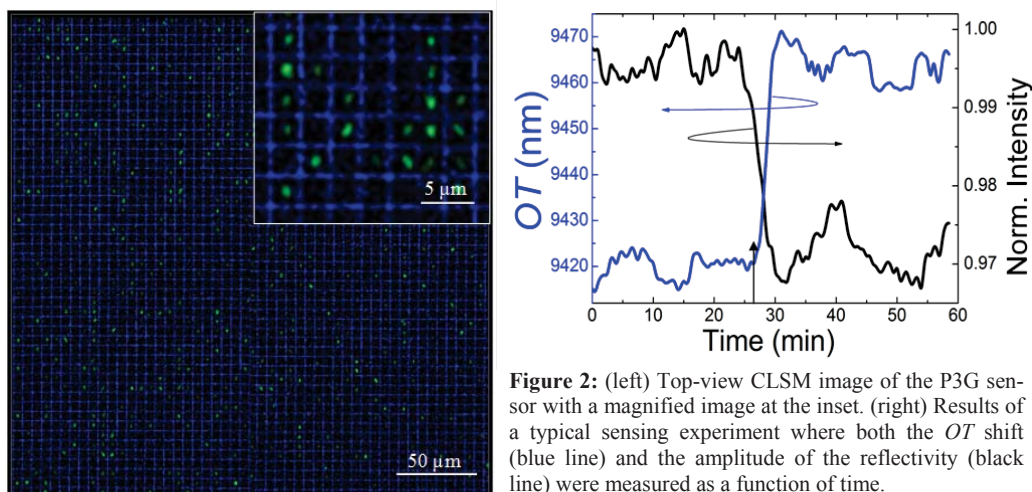 5 µm
50 µm
OT (nm)
9470
9460
9450
9440
9430
9420
1.00
0.99
0.98
0.97
Norm. Intensity
0 10 20 30 40 50 60
Time (min)
Figure 2: (left) Top-view CLSM image of the P3G sen-
sor with a magnified image at the inset. (right) Results of
a typical sensing experiment where both the OT shift
(blue line) and the amplitude of the reflectivity (black
line) were measured as a function of time.